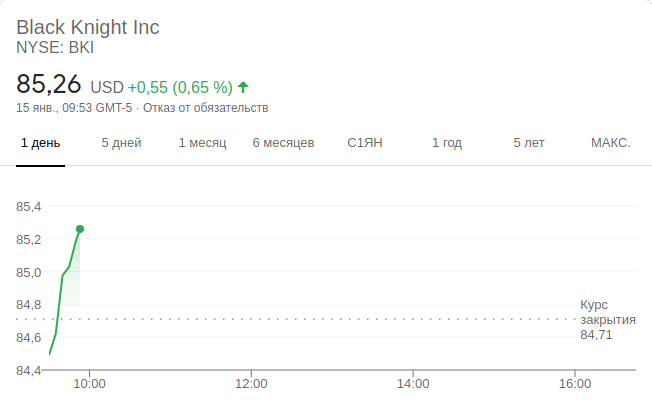 Black Knight Inc
NYSE: BKI
85,26 USD +0,55 (0,65 %)
15 янв., 09:53 GMT-5 · Отказ от обязательств
1 день 5 дней 1 месяц 6 месяцев С1ЯН 1 год 5 лет МАКС.
85,4
85,2
85,0
84,8
84,6
84,4
Курс
закрытия
84,71
10:00 12:00 14:00 16:00